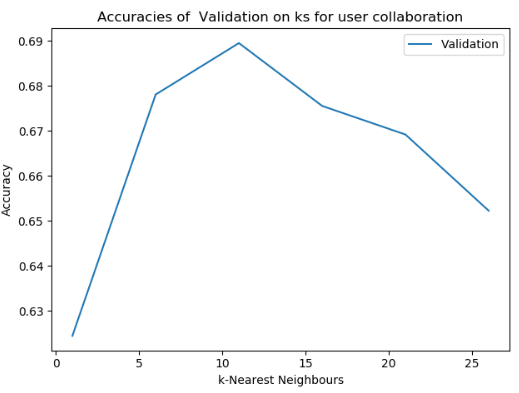 Accuracies of  Validation on ks for user collaboration
Validation
0.69
0.68
0.67
0.66
0.65
0.64
0.63
Accuracy
0 5 10 15 20 25
k-Nearest Neighbours